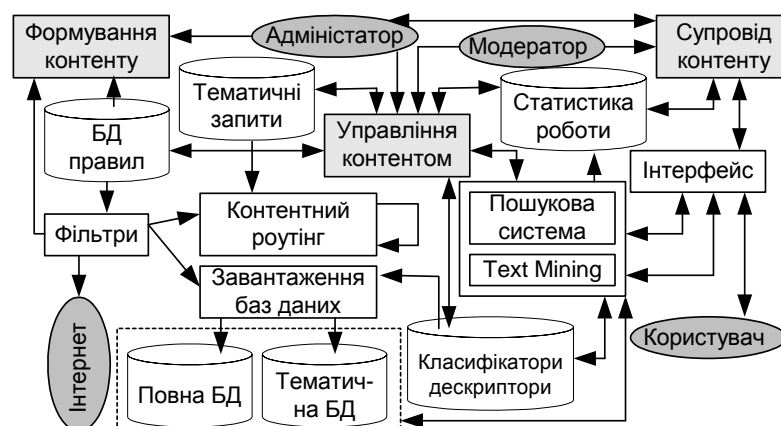 Формування
контенту
Адміністатор
Модератор
Супровід
контенту
Тематичні
запити
Статистика
роботи
БД
правил
Управління
контентом
Інтерфейс
Фільтри
Контентний
роутінг
Пошукова
система
Text Mining
Завантаження
баз даних
Інтернет
Повна БД
Тематич-
на БД
Класифікатори
дескриптори
Користувач